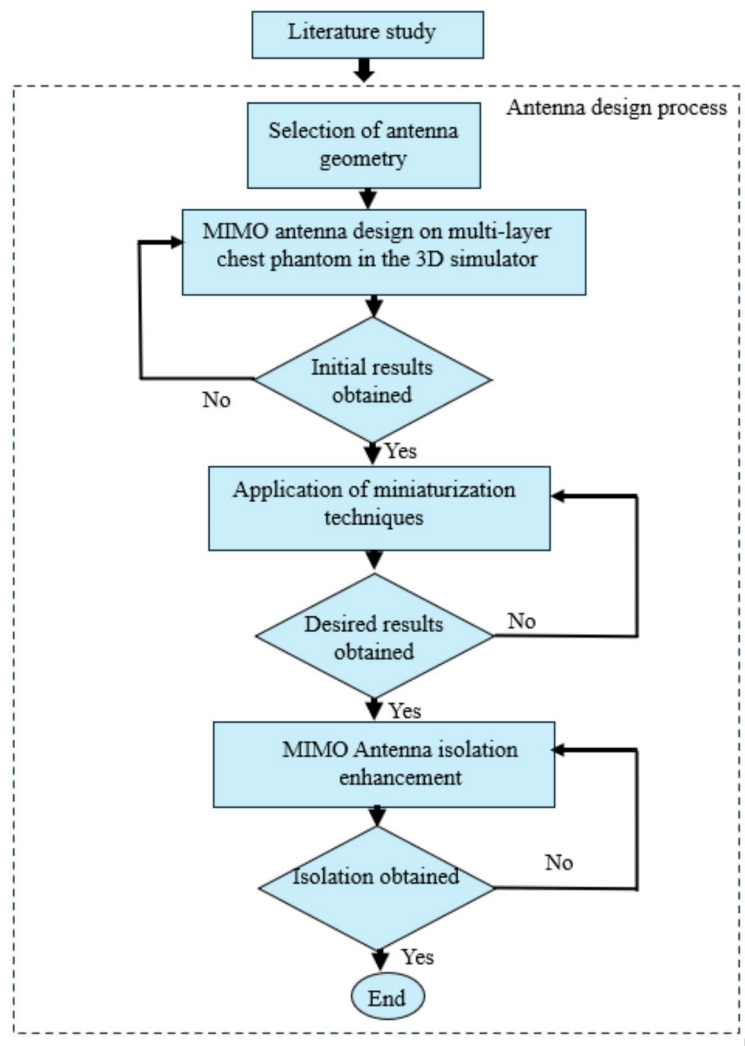 Literature study
Antenna design process
Selection of antenna
geometry
MIMO antenna design on multi-layer
chest phantom in the 3D simulator
Initial results
obtained
No
Yes
Application of miniaturization
techniques
Desired results
obtained
No
Yes
MIMO Antenna isolation
enhancement
Isolation obtained
No
Yes
End